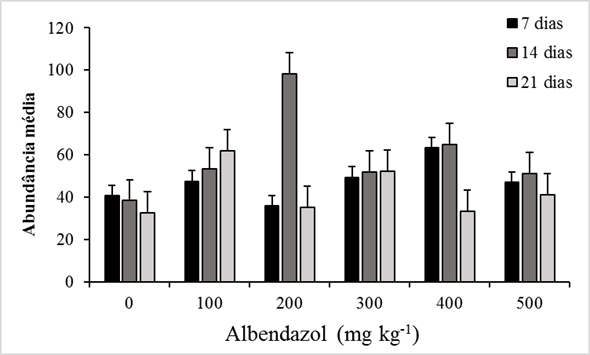 120
100
80
60
40
20
0
Abundância média
7 dias
14 dias
21 dias
0 100 200 300 400 500
Albendazol (mg kg⁻¹)